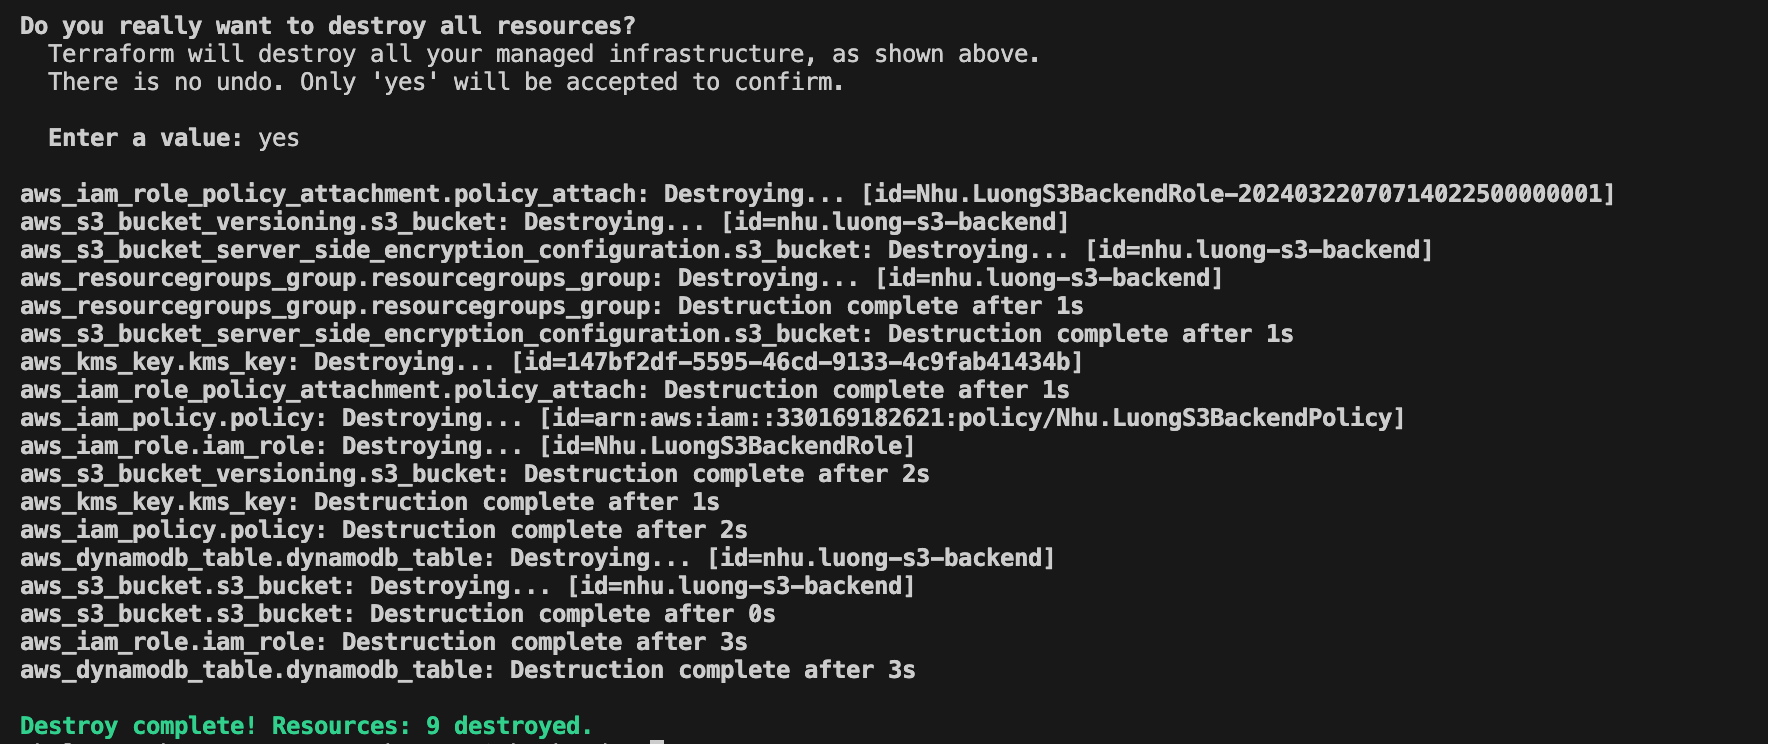 Do you really want to destroy all resources?
Terraform will destroy all your managed infrastructure, as shown above.
There is no undo. Only 'yes' will be accepted to confirm.
Enter a value: yes
aws_iam_role_policy_attachment.policy_attach: Destroying... [id=Nhu.LuongS3BackendRole-20240322070714022500000001]
aws_s3_bucket_versioning.s3_bucket: Destroying... [id=nhu.luong-s3-backend]
aws_s3_bucket_server_side_encryption_configuration.s3_bucket: Destroying... [id=nhu.luong-s3-backend]
aws_resourcegroups_group.resourcegroups_group: Destroying... [id=nhu.luong-s3-backend]
aws_resourcegroups_group.resourcegroups_group: Destruction complete after 1s
aws_s3_bucket_server_side_encryption_configuration.s3_bucket: Destruction complete after 1s
aws_kms_key.kms_key: Destroying... [id=147bf2df-5595-46cd-9133-4c9fab41434b]
aws_iam_role_policy_attachment.policy_attach: Destruction complete after 1s
aws_iam_policy.policy: Destroying... [id=arn:aws:iam::330169182621:policy/Nhu.LuongS3BackendPolicy]
aws_iam_role.iam_role: Destroying... [id=Nhu.LuongS3BackendRole]
aws_s3_bucket_versioning.s3_bucket: Destruction complete after 2s
aws_kms_key.kms_key: Destruction complete after 1s
aws_iam_policy.policy: Destruction complete after 2s
aws_dynamodb_table.dynamodb_table: Destroying... [id=nhu.luong-s3-backend]
aws_s3_bucket.s3_bucket: Destroying... [id=nhu.luong-s3-backend]
aws_s3_bucket.s3_bucket: Destruction complete after 0s
aws_iam_role.iam_role: Destruction complete after 3s
aws_dynamodb_table.dynamodb_table: Destruction complete after 3s
Destroy complete! Resources: 9 destroyed.